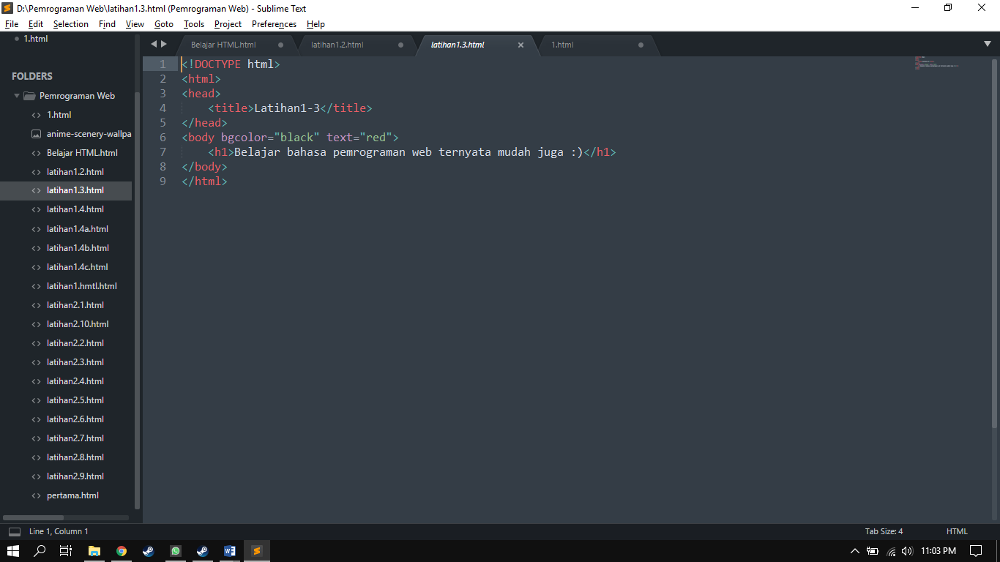 D:\Pemrograman Web\latihan1.3.html (Pemrograman Web) - Sublime Text
File Edit Selection Find View Goto Tools Project Preferences Help
1.html
FOLDERS
Pemrograman Web
1.html
anime-scenery-wallpa
Belajar HTML.html
latihan1.2.html
latihan1.3.html
latihan1.4.html
latihan1.4a.html
latihan1.4b.html
latihan1.4c.html
latihan1.hmtl.html
latihan2.1.html
latihan2.10.html
latihan2.2.html
latihan2.3.html
latihan2.4.html
latihan2.5.html
latihan2.6.html
latihan2.7.html
latihan2.8.html
latihan2.9.html
pertama.html
Belajar HTML.html latihan1.2.html latihan1.3.html 1.html
1 <!DOCTYPE html>
2 <html>
3 <head>
4 <title>Latihan1-3</title>
5 </head>
6 <body bgcolor="black" text="red">
7 <h1>Belajar bahasa pemrograman web ternyata mudah juga :)</h1>
8 </body>
9 </html>
Line 1, Column 1 Tab Size: 4 HTML
11:03 PM